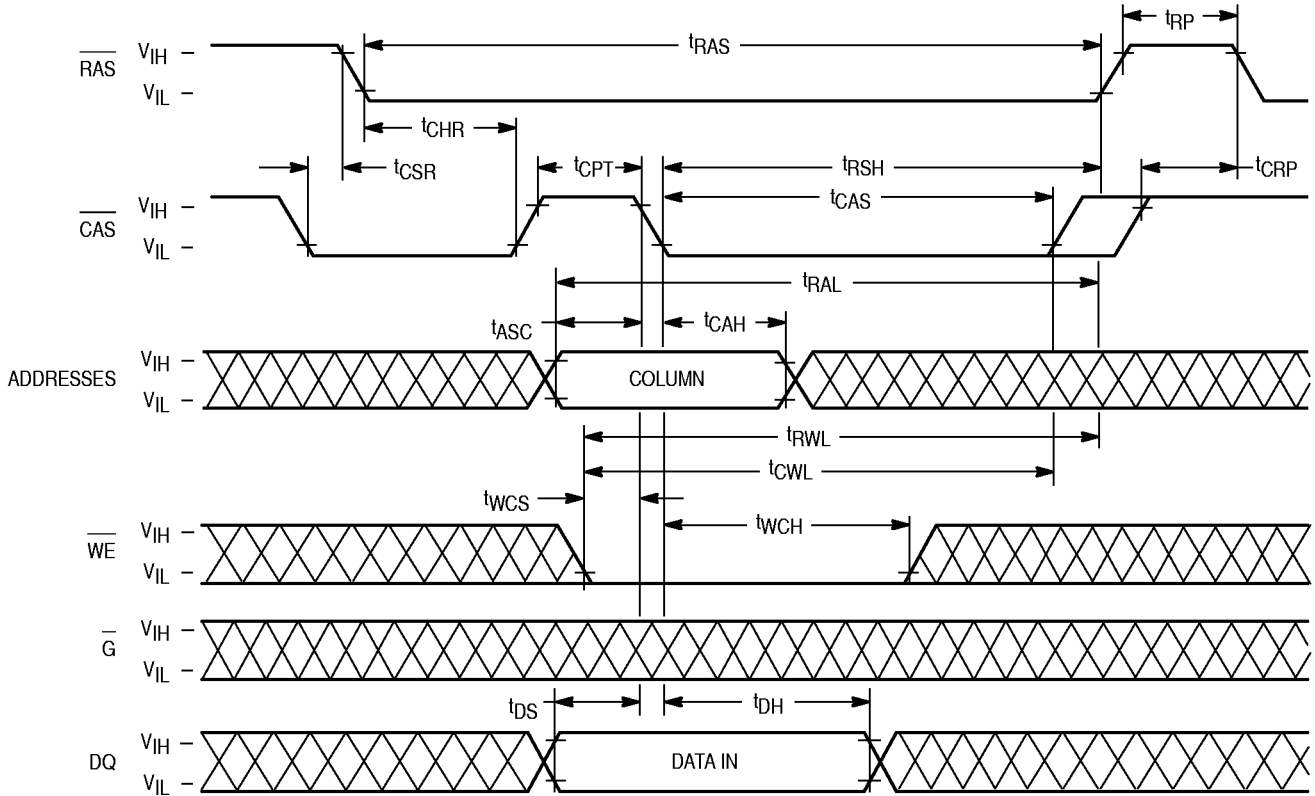 tRP
tRAS
RAS
VIH
VIL
tCHR
tCSR
tCPT
tRSH
tCRP
tCAS
CAS
VIH
VIL
tRAL
tASC
tCAH
ADDRESSES
VIH
VIL
COLUMN
tRWL
tCWL
tWCS
tWCH
WE
VIH
VIL
G
VIH
VIL
tDS
tDH
DQ
VIH
VIL
DATA IN